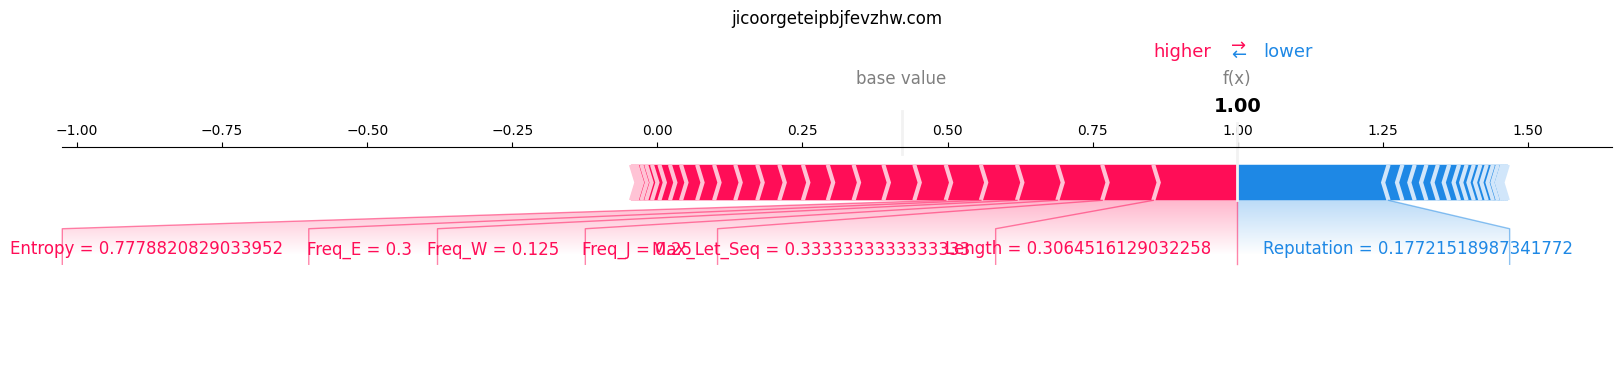 jicoorgeteipbjfevzhw.com
higher ⇄ lower
base value f(x)
1.00
−1.00 −0.75 −0.50 −0.25 0.00 0.25 0.50 0.75 1.00 1.25 1.50
Entropy = 0.7778820829033952 Freq_E = 0.3 Freq_W = 0.125 Freq_J = 0.25 Max_Let_Seq = 0.3333333333333333 Length = 0.3064516129032258 Reputation = 0.17721518987341772